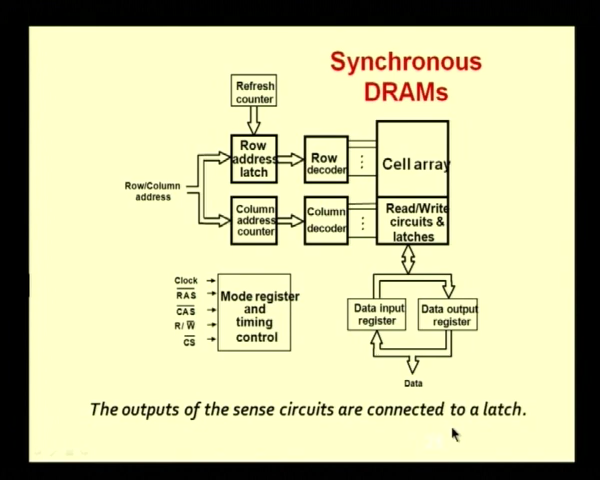 Synchronous
DRAMs
Refresh
counter
Row
address
latch
Row
decoder
Cell array
Row/Column
address
Column
address
counter
Column
decoder
Read/Write
circuits &
latches
Clock
RAS
CAS
R/ W
CS
Mode register
and
timing
control
Data input
register
Data output
register
Data
The outputs of the sense circuits are connected to a latch.